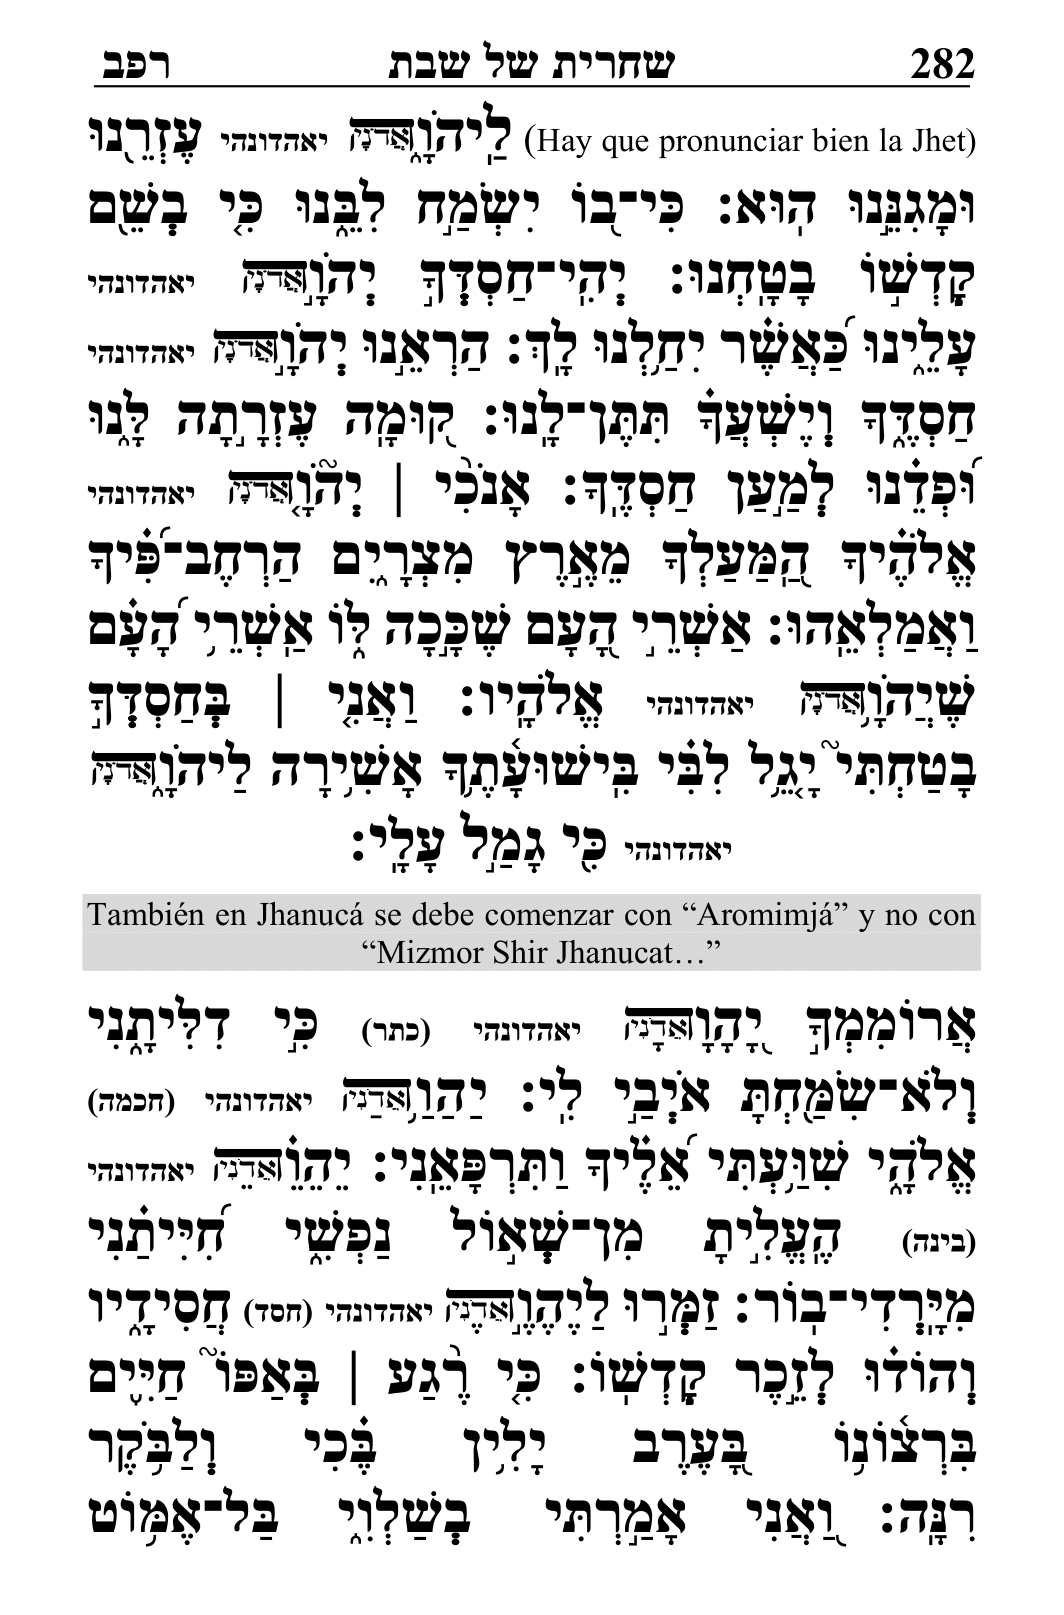 282 שחרית של שבת רפב
(Hay que pronunciar bien la Jhet) לַֽיהֹוָ֑אֲדֹנָיּ יאהדונהי עֶזְרֵ֖נוּ
וּמָגִנֵּ֣נוּ הֽוּא׃ כִּי־ב֭וֹ יִשְׂמַ֣ח לִבֵּ֑נוּ כִּ֤י בְשֵׁ֖ם
קָדְשׁ֣וֹ בָטָֽחְנוּ׃ יְהִֽי־חַסְדְּךָ֣ יְהֹוָ֣אֲדֹנָיּ יאהדונהי
עָלֵ֑ינוּ כַּ֝אֲשֶׁ֗ר יִחַ֥לְנוּ לָֽךְ׃ הַרְאֵ֣נוּ יְהֹוָ֣אֲדֹנָיּ יאהדונהי
חַסְדֶּ֑ךָ וְ֝יֶשְׁעֲךָ֗ תִּתֶּן־לָֽנוּ׃ ק֭וּמָֽה עֶזְרָ֣תָה לָּ֑נוּ
וּ֝פְדֵ֗נוּ לְמַ֣עַן חַסְדֶּֽךָ׃ אָנֹכִ֨י | יְה֘וָ֤אֲדֹנָיּ יאהדונהי
אֱלֹהֶ֗יךָ הַֽ֭מַּעַלְךָ מֵאֶ֣רֶץ מִצְרָ֑יִם הַרְחֶב־פִּ֝֗יךָ
וַאֲמַלְאֵֽהוּ׃ אַשְׁרֵ֣י הָ֭עָם שֶׁכָּ֣כָה לּ֑וֹ אַֽשְׁרֵ֥י הָ֝עָ֗ם
שֶׁיְהֹוָ֥אֲדֹנָיּ יאהדונהי אֱלֹהָֽיו׃ וַאֲנִ֤י | בְּחַסְדְּךָ֣
בָטַחְתִּי֘ יָ֤גֵ֥ל לִבִּ֗י בִּֽישׁוּעָ֫תֶ֥ךָ אָשִׁ֥ירָה לַיהֹוָ֑אֲדֹנָיּ
יאהדונהי כִּ֖י גָמַ֣ל עָלָֽי׃
También en Jhanucá se debe comenzar con “Aromimjá” y no con
“Mizmor Shir Jhanucat…”
אֲרוֹמִמְךָ֣ יָ֭הָוָאֲדֹנָיּ יאהדונהי (כתר) כִּ֣י דִלִּיתָ֑נִי
וְלֹא־שִׂמַּ֖חְתָּ אֹיְבַ֣י לִֽי׃ יַהַוַ֥אֲדֹנָיּ יאהדונהי (חכמה)
אֱלֹהָ֑י שִׁוַּ֥עְתִּי אֵ֝לֶ֗יךָ וַתִּרְפָּאֵֽנִי׃ יֵהֵוֵ֗אֲדֹנָיּ יאהדונהי
(בינה) הֶֽעֱלִ֣יתָ מִן־שְׁא֣וֹל נַפְשִׁ֑י חִ֝יִּיתַ֗נִי
מִיָּֽרְדִי־בֽוֹר׃ זַמְּר֣וּ לַיֶהֶוֶ֣אֲדֹנָיּ יאהדונהי (חסד) חֲסִידָ֑יו
וְהוֹד֗וּ לְזֵ֣כֶר קָדְשֽׁוֹ׃ כִּ֤י רֶ֨גַע | בְּאַפּוֹ֘ חַיִּ֪ים
בִּרְצ֫וֹנ֥וֹ בָּ֭עֶרֶב יָלִ֥ין בֶּ֗כִי וְלַבֹּ֥קֶר
רִנָּֽה׃ וַ֭אֲנִי אָמַ֣רְתִּי בְשַׁלְוִ֑י בַּל־אֶמּ֥וֹט